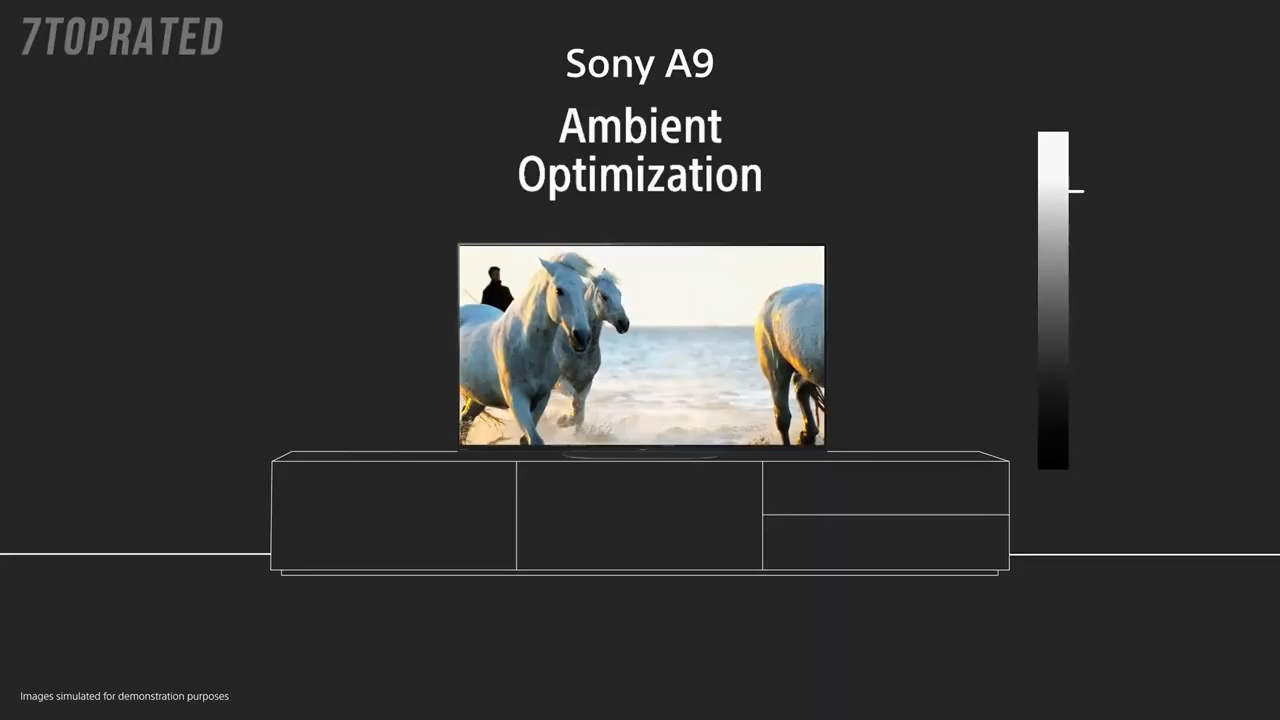 7TOPRATED
Sony A9
Ambient
Optimization
Images simulated for demonstration purposes